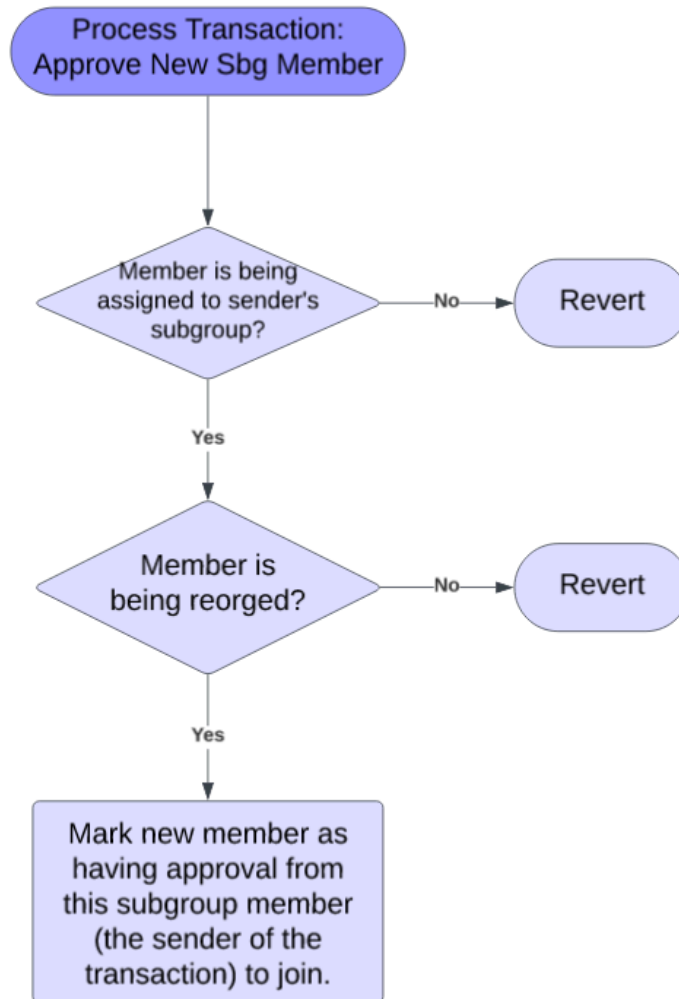 Process Transaction:
Approve New Sbg Member
Member is being
assigned to sender's
subgroup?
No
Revert
Yes
Member is
being reorged?
No
Revert
Yes
Mark new member as
having approval from
this subgroup member
(the sender of the
transaction) to join.